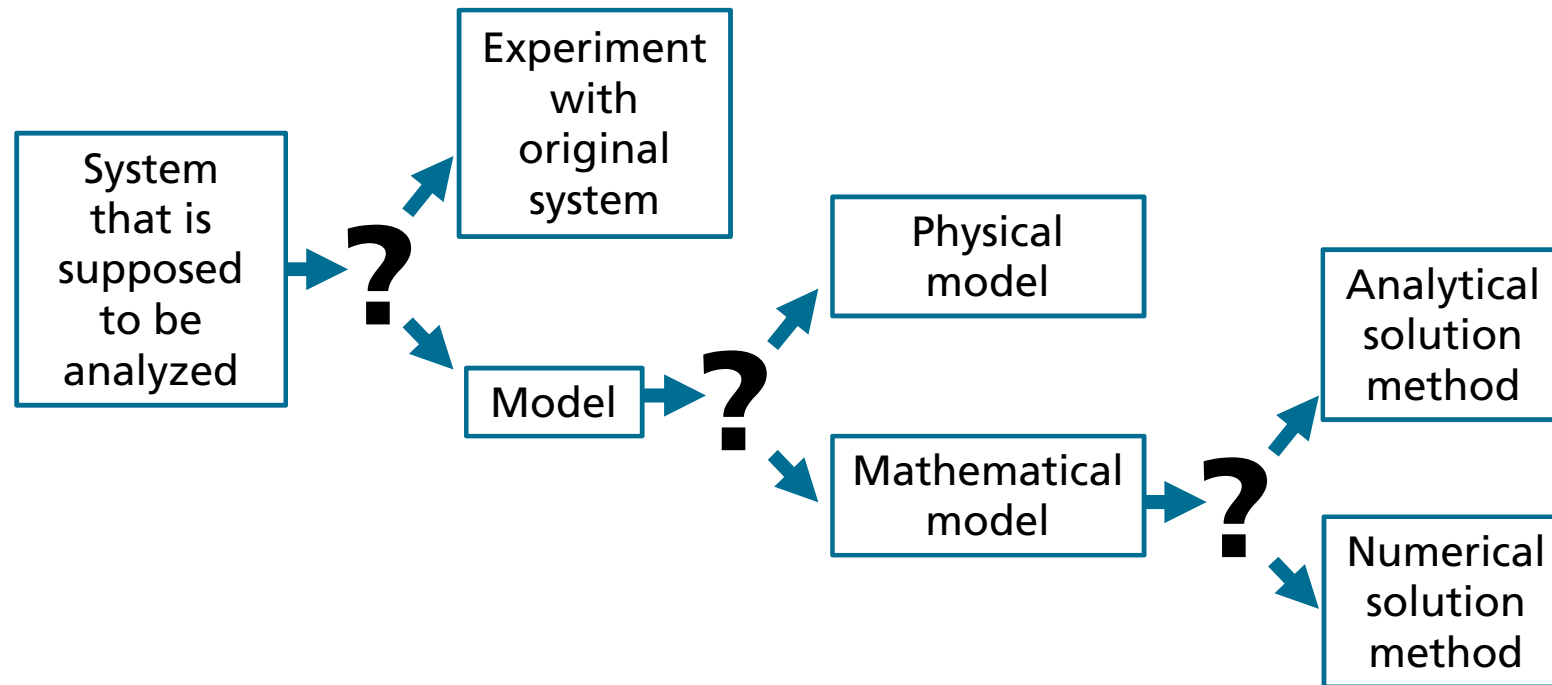 System
that is
supposed
to be
analyzed
?
Experiment
with
original
system
Model
?
Physical
model
Mathematical
model
?
Analytical
solution
method
Numerical
solution
method